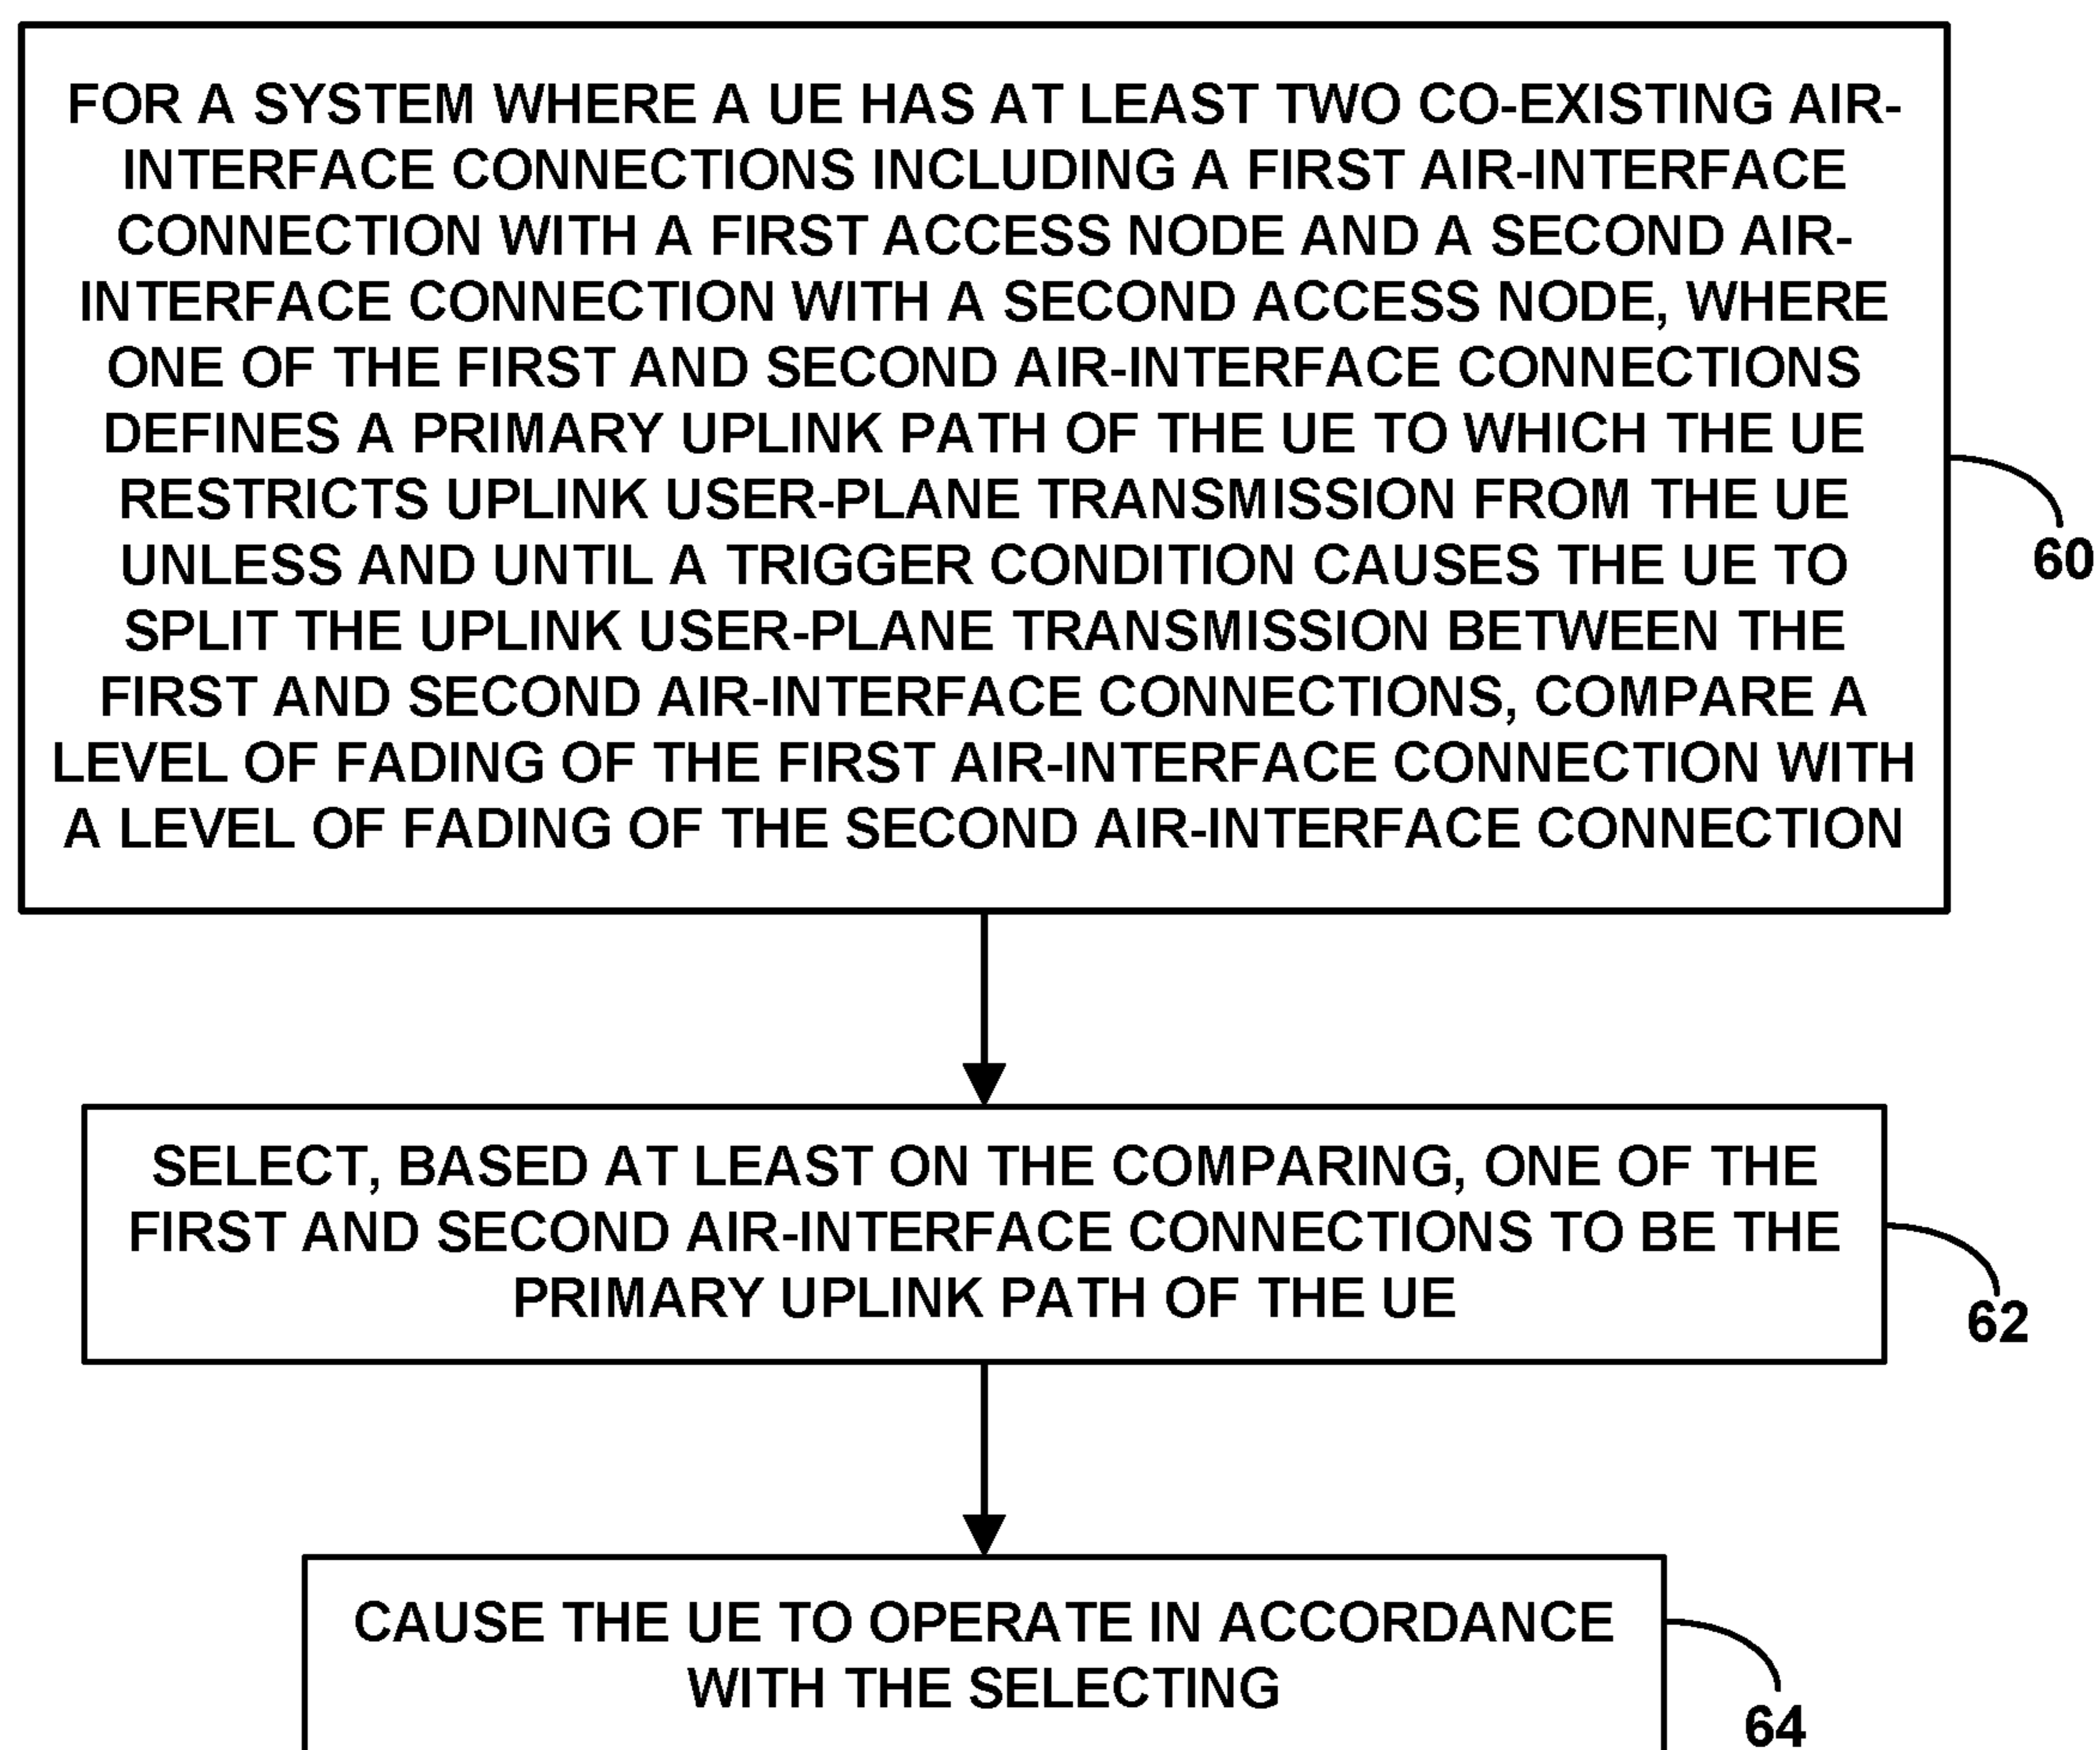 FOR A SYSTEM WHERE A UE HAS AT LEAST TWO CO-EXISTING AIR-
INTERFACE CONNECTIONS INCLUDING A FIRST AIR-INTERFACE
CONNECTION WITH A FIRST ACCESS NODE AND A SECOND AIR-
INTERFACE CONNECTION WITH A SECOND ACCESS NODE, WHERE
ONE OF THE FIRST AND SECOND AIR-INTERFACE CONNECTIONS
DEFINES A PRIMARY UPLINK PATH OF THE UE TO WHICH THE UE
RESTRICTS UPLINK USER-PLANE TRANSMISSION FROM THE UE
UNLESS AND UNTIL A TRIGGER CONDITION CAUSES THE UE TO
SPLIT THE UPLINK USER-PLANE TRANSMISSION BETWEEN THE
FIRST AND SECOND AIR-INTERFACE CONNECTIONS, COMPARE A
LEVEL OF FADING OF THE FIRST AIR-INTERFACE CONNECTION WITH
A LEVEL OF FADING OF THE SECOND AIR-INTERFACE CONNECTION
60
SELECT, BASED AT LEAST ON THE COMPARING, ONE OF THE
FIRST AND SECOND AIR-INTERFACE CONNECTIONS TO BE THE
PRIMARY UPLINK PATH OF THE UE
62
CAUSE THE UE TO OPERATE IN ACCORDANCE
WITH THE SELECTING
64